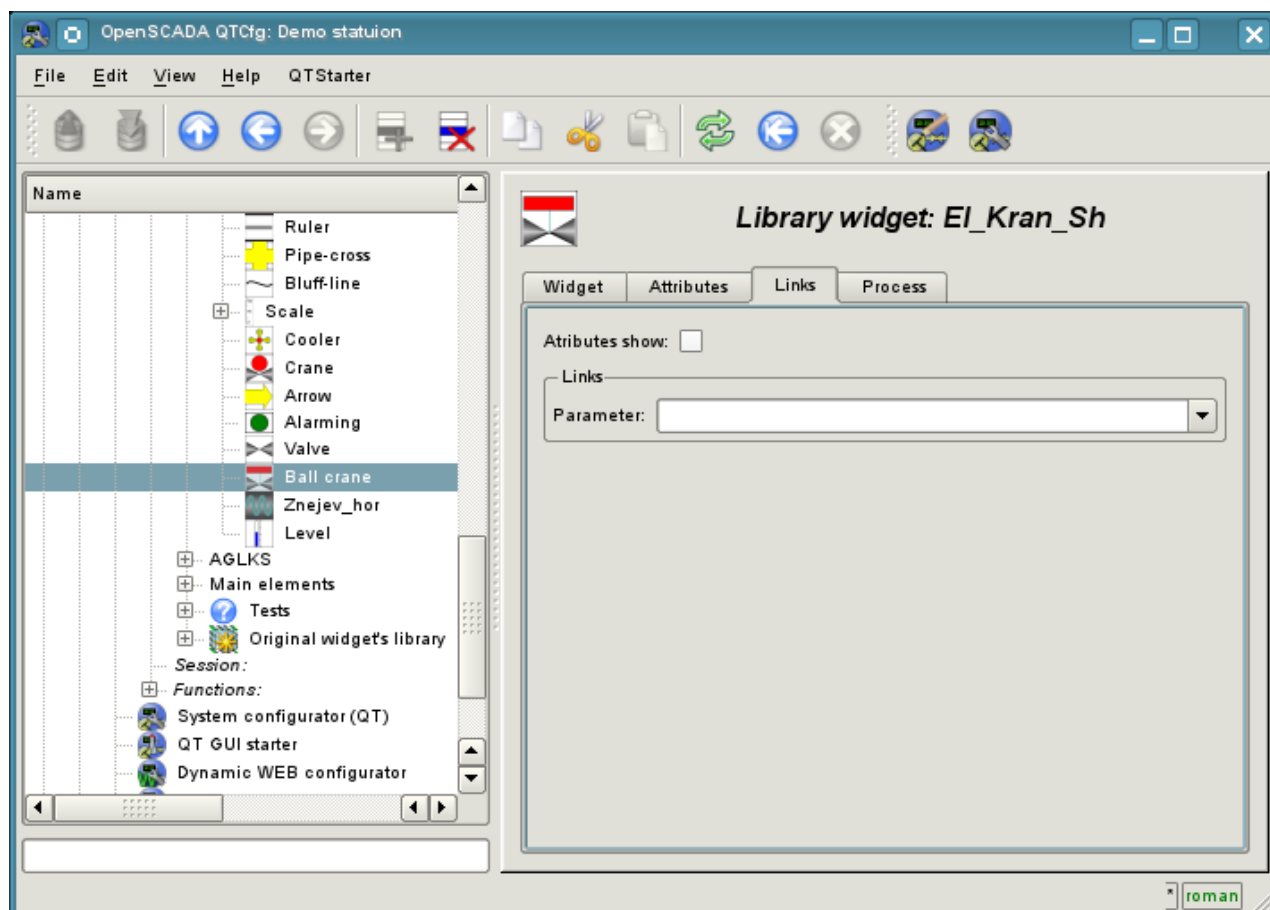 OpenSCADA QTCfg: Demo statuion
File Edit View Help QTStarter
Name
Ruler
Pipe-cross
Bluff-line
Scale
Cooler
Crane
Arrow
Alarming
Valve
Ball crane
Znejev_hor
Level
AGLKS
Main elements
Tests
Original widget's library
Session:
Functions:
System configurator (QT)
QT GUI starter
Dynamic WEB configurator
Library widget: El_Kran_Sh
Widget Attributes Links Process
Atributes show:
Links
Parameter:
* roman